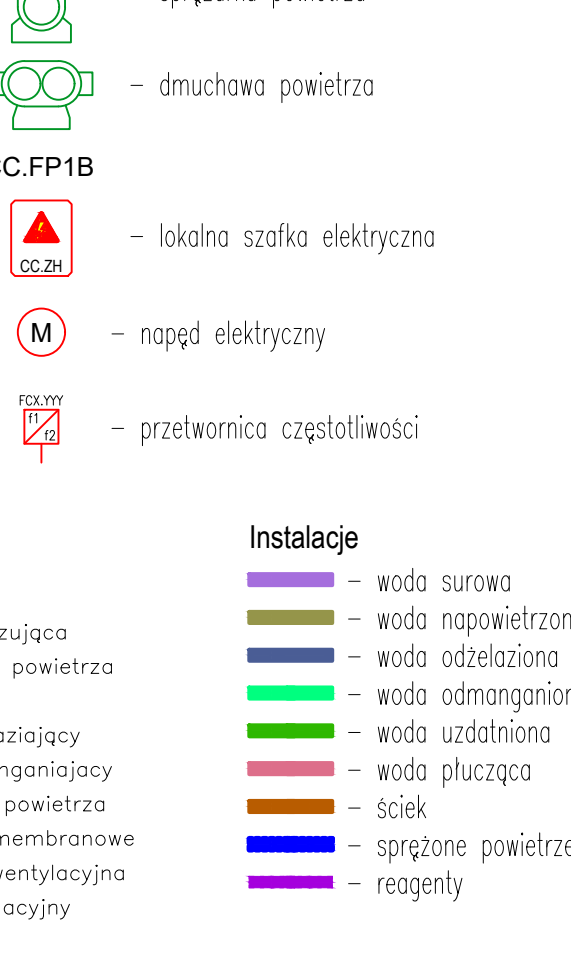 – dmuchawa powietrza
CC.FP1B
CC.ZH
– lokalna szafka elektryczna
M
– napęd elektryczny
FCX.YYY
f1
f2
– przetwornica częstotliwości
Instalacje
– woda surowa
– woda napowietrzon
– woda odżelaziona
– woda odmanganion
– woda uzdatniona
– woda płucząca
– ściek
– sprężone powietrze
– reagenty
zująca
powietrza
aziający
nganiajacy
powietrza
membranowe
wentylacyjna
acyjny